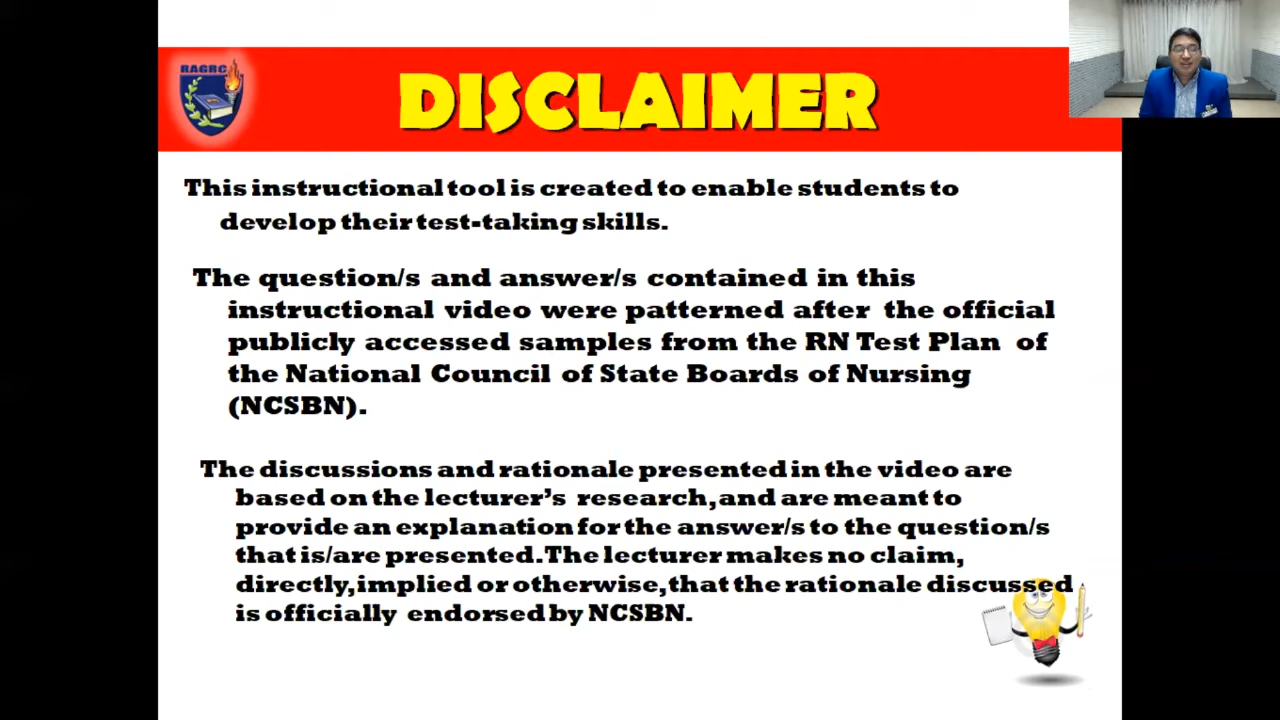 RAGRC
DISCLAIMER
This instructional tool is created to enable students to
develop their test-taking skills.
The question/s and answer/s contained in this
instructional video were patterned after the official
publicly accessed samples from the RN Test Plan of
the National Council of State Boards of Nursing
(NCSBN).
The discussions and rationale presented in the video are
based on the lecturer's research, and are meant to
provide an explanation for the answer/s to the question/s
that is/are presented. The lecturer makes no claim,
directly, implied or otherwise, that the rationale discussed
is officially endorsed by NCSBN.